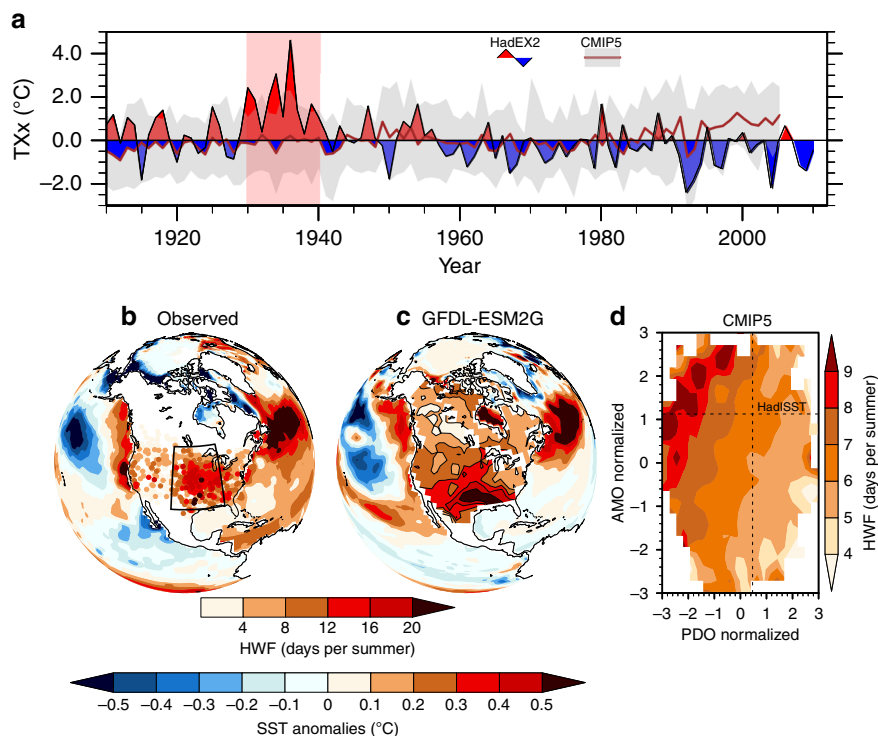 a
HadEX2
CMIP5
TXx (°C)
4.0
2.0
0.0
−2.0
1920
1940
1960
1980
2000
Year
b Observed
c GFDL-ESM2G
d
CMIP5
HadISST
AMO normalized
3
2
1
0
−1
−2
−3
−3 −2 −1 0 1 2 3
PDO normalized
9
8
7
6
5
4
HWF (days per summer)
4 8 12 16 20
HWF (days per summer)
−0.5 −0.4 −0.3 −0.2 −0.1 0 0.1 0.2 0.3 0.4 0.5
SST anomalies (°C)